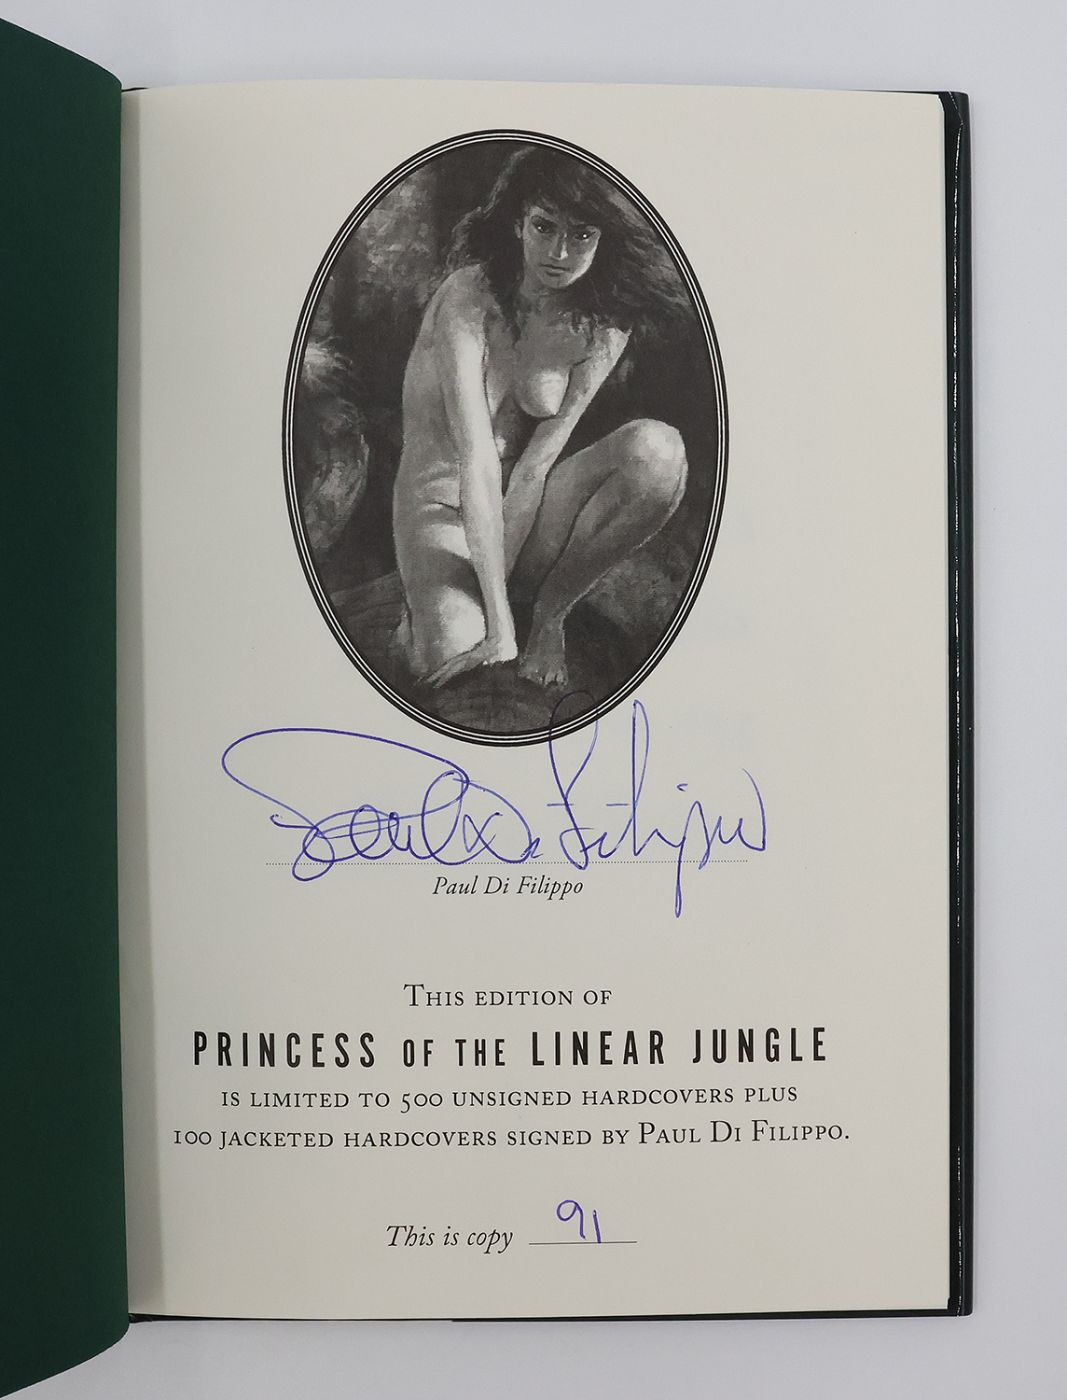 Paul Di Filippo
Paul Di Filippo
THIS EDITION OF
PRINCESS OF THE LINEAR JUNGLE
IS LIMITED TO 500 UNSIGNED HARDCOVERS PLUS
100 JACKETED HARDCOVERS SIGNED BY PAUL DI FILIPPO.
This is copy 91